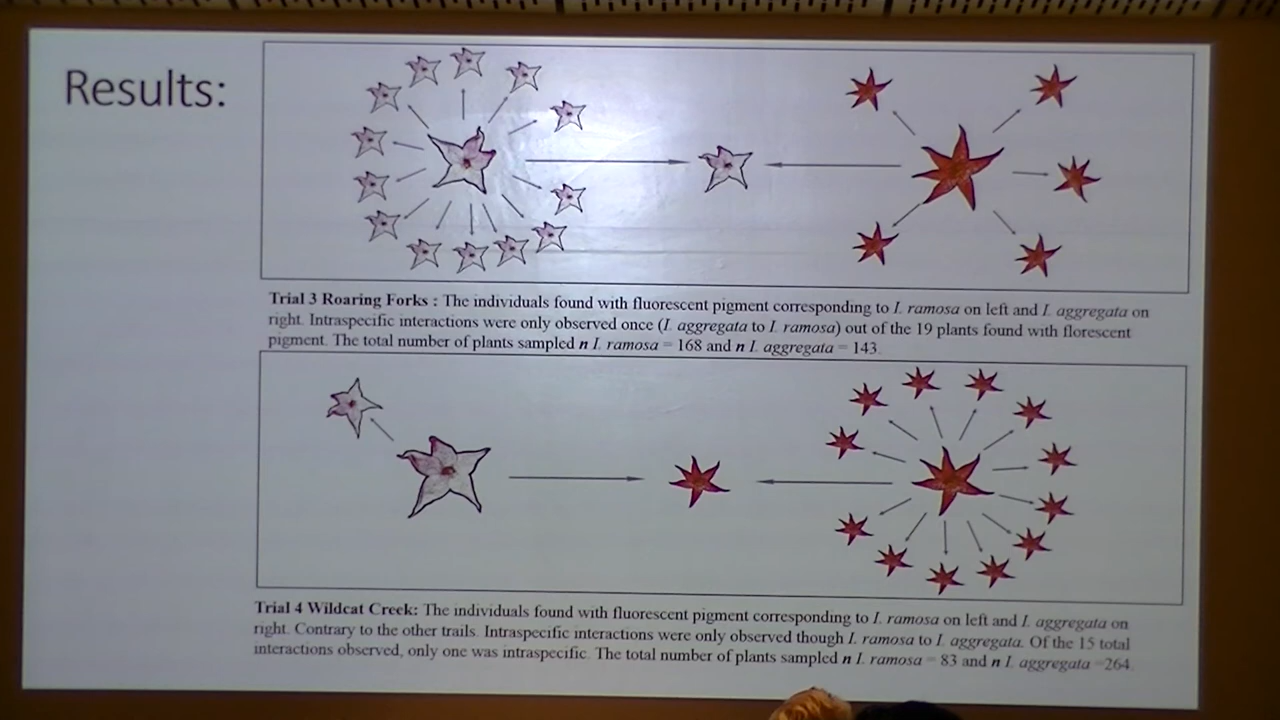 Results:
Trial 3 Roaring Forks : The individuals found with fluorescent pigment corresponding to I. ramosa on left and I. aggregata on
right. Intraspecific interactions were only observed once (I. aggregata to I. ramosa) out of the 19 plants found with florescent
pigment. The total number of plants sampled n I. ramosa = 168 and n I. aggregata = 143.
Trial 4 Wildcat Creek: The individuals found with fluorescent pigment corresponding to I. ramosa on left and I. aggregata on
right. Contrary to the other trails. Intraspecific interactions were only observed though I. ramosa to I. aggregata. Of the 15 total
interactions observed, only one was intraspecific. The total number of plants sampled n I. ramosa = 83 and n I. aggregata =264.